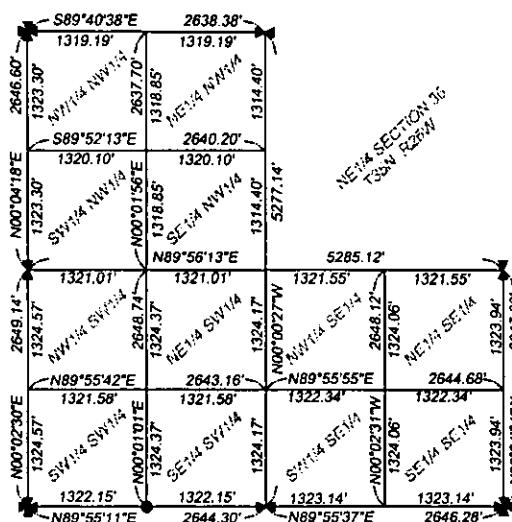 S89°40'38"E 2638.38'
1319.19' 1319.19'
2646.60'
1323.30'
NW1/4 NW1/4
2637.70'
1318.85'
NE1/4 NW1/4
1314.40'
NE1/4 SECTION 36
S89°52'13"E 2640.20'
1320.10' 1320.10'
N00°04'18"E
1323.30'
SW1/4 NW1/4
N00°01'56"E
1318.85'
SE1/4 NW1/4
1314.40'
5277.14'
N89°56'13"E 5285.12'
1321.01' 1321.01' 1321.55' 1321.55'
2649.14'
1324.57'
NW1/4 SW1/4
2648.74'
1324.37'
NE1/4 SW1/4
1324.17'
N00°00'27"W
NW1/4 SE1/4
2648.12'
1324.06'
NE1/4 SE1/4
1323.94'
N89°55'42"E 2643.16' N89°55'55"E 2644.68'
1321.58' 1321.58' 1322.34' 1322.34'
N00°02'30"E
1324.57'
SW1/4 SW1/4
N00°01'01"E
1324.37'
SE1/4 SW1/4
1324.17'
SW1/4 SE1/4
N00°02'31"W
1324.06'
SE1/4 SE1/4
1323.94'
1322.15' 1322.15' 1323.14' 1323.14'
N89°55'11"E 2644.30' N89°55'37"E 2646.28'